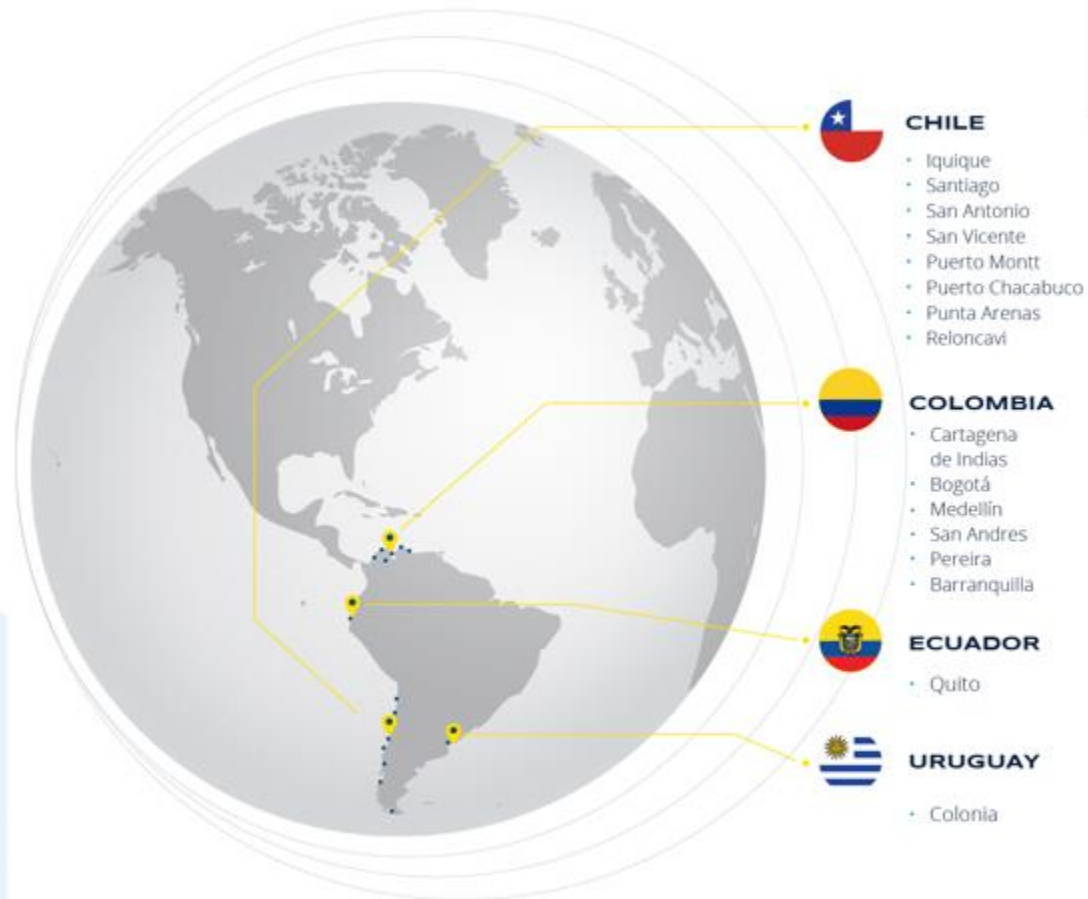 CHILE
· Iquique
· Santiago
· San Antonio
· San Vicente
· Puerto Montt
· Puerto Chacabuco
· Punta Arenas
· Reloncavi
COLOMBIA
· Cartagena
de Indias
· Bogotá
· Medellín
· San Andres
· Pereira
· Barranquilla
ECUADOR
· Quito
URUGUAY
· Colonia